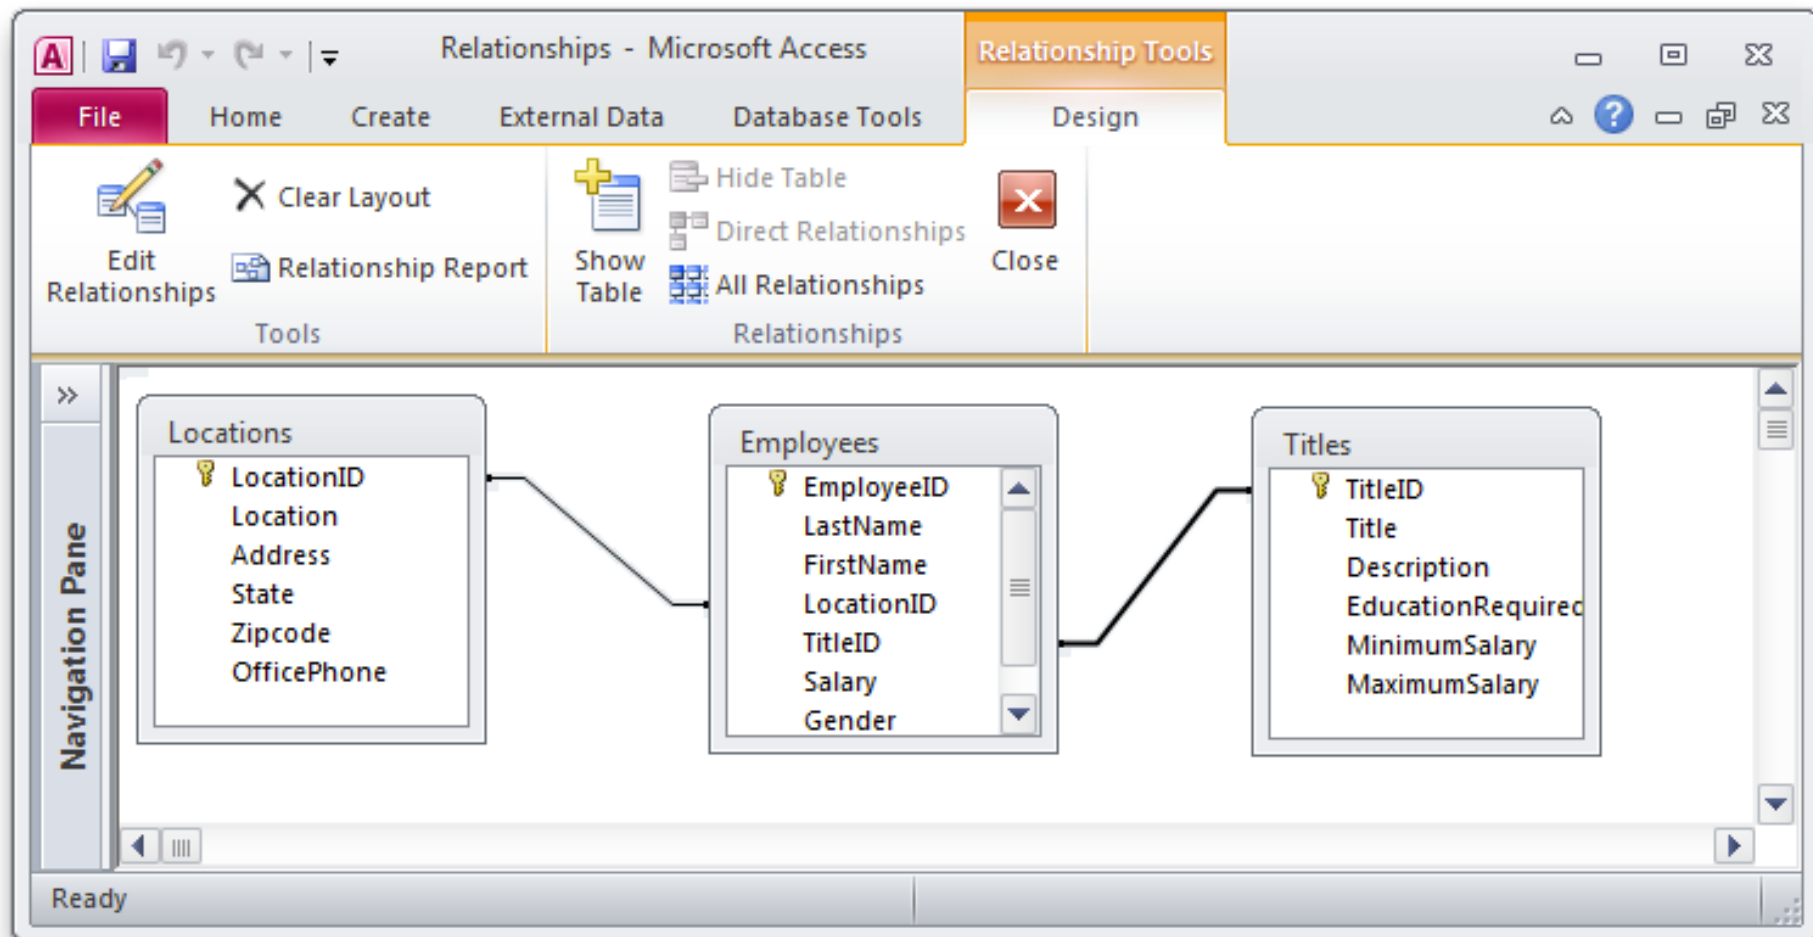 A
Relationships - Microsoft Access
Relationship Tools
File
Home
Create
External Data
Database Tools
Design
?
Edit
Relationships
Clear Layout
Relationship Report
Tools
Show
Table
Hide Table
Direct Relationships
All Relationships
Close
Relationships
»
Navigation Pane
Locations
LocationID
Location
Address
State
Zipcode
OfficePhone
Employees
EmployeeID
LastName
FirstName
LocationID
TitleID
Salary
Gender
Titles
TitleID
Title
Description
EducationRequired
MinimumSalary
MaximumSalary
Ready